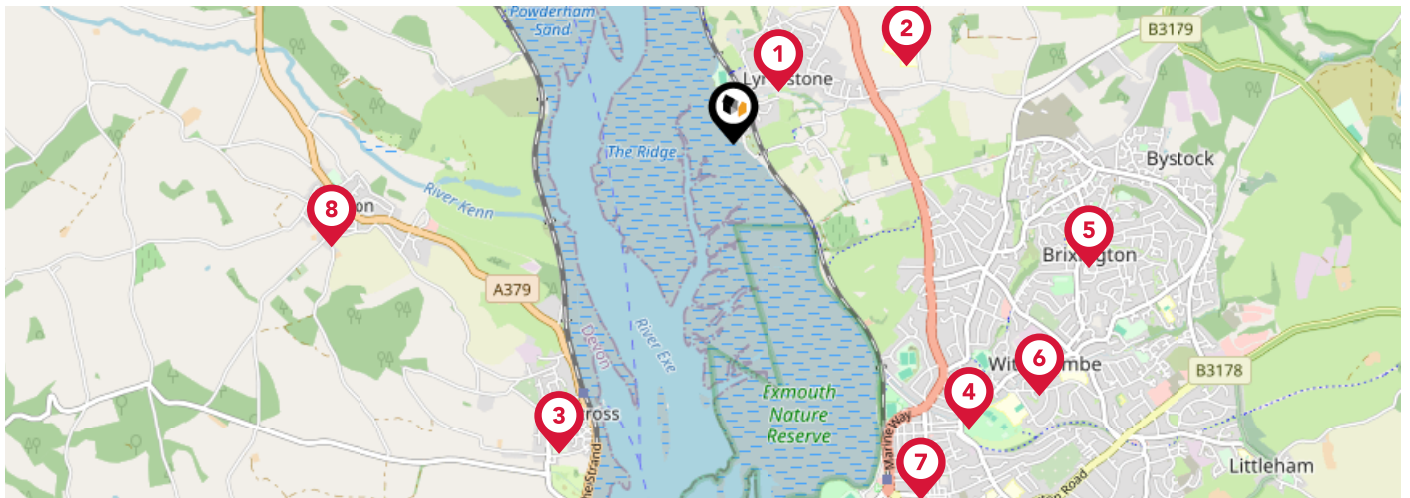 Powderham
Sand
2
B3179
1
Lympstone
The Ridge
Bystock
River Kenn
8
5
Brixington
A379
Devon
River Exe
6
B3178
4
Exmouth
Nature
Reserve
3
Marine Way
7
Littleham